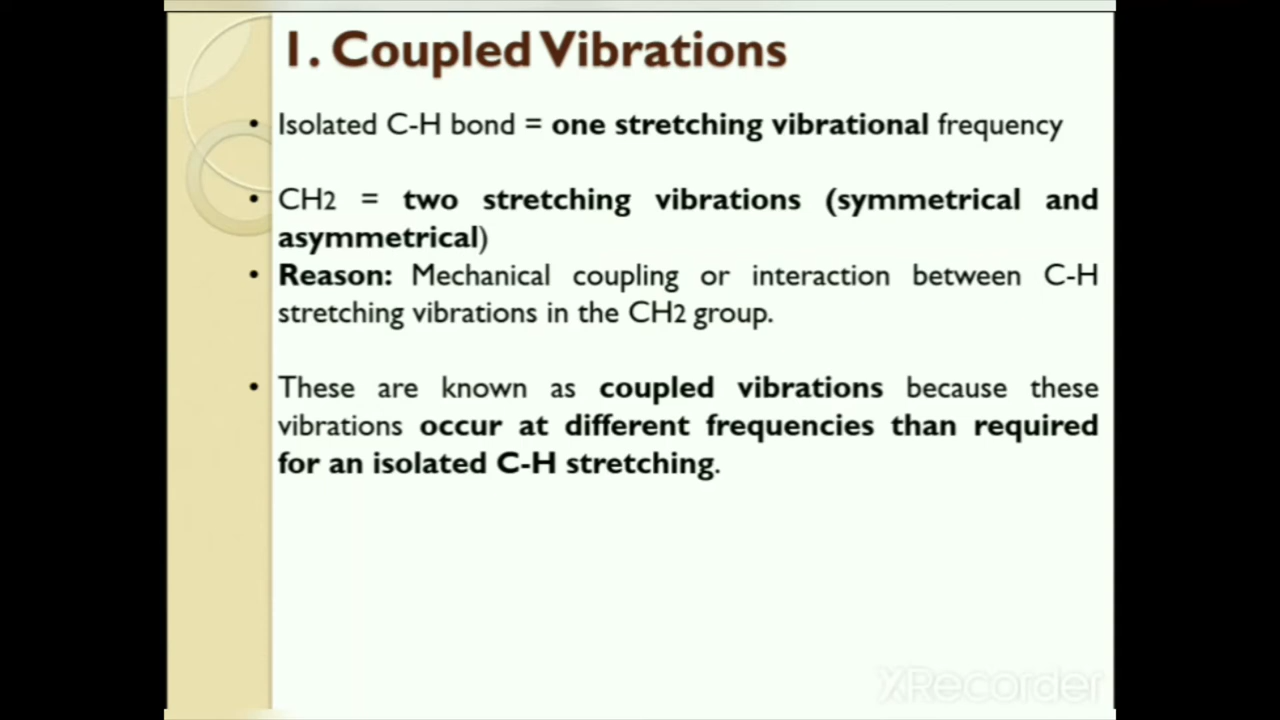 1. Coupled Vibrations
• Isolated C-H bond = one stretching vibrational frequency
• CH2 = two stretching vibrations (symmetrical and
asymmetrical)
• Reason: Mechanical coupling or interaction between C-H
stretching vibrations in the CH2 group.
• These are known as coupled vibrations because these
vibrations occur at different frequencies than required
for an isolated C-H stretching.
XRecorder